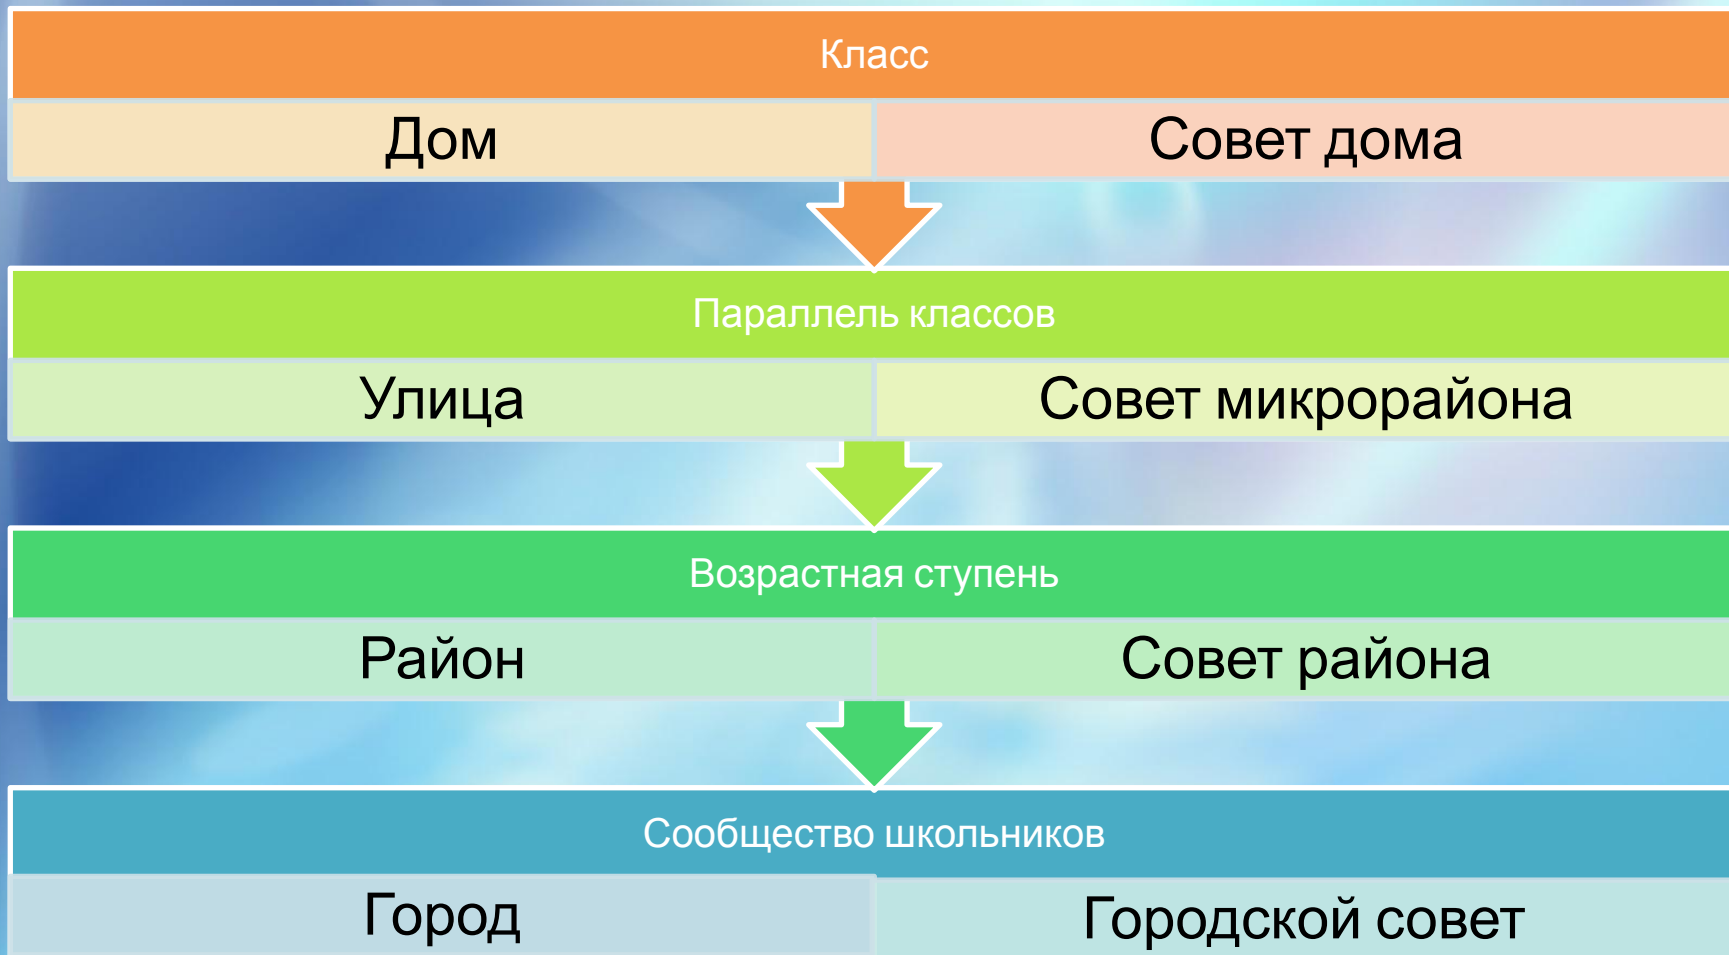 Класс
Дом
Совет дома
Параллель классов
Улица
Совет микрорайона
Возрастная ступень
Район
Совет района
Сообщество школьников
Город
Городской совет